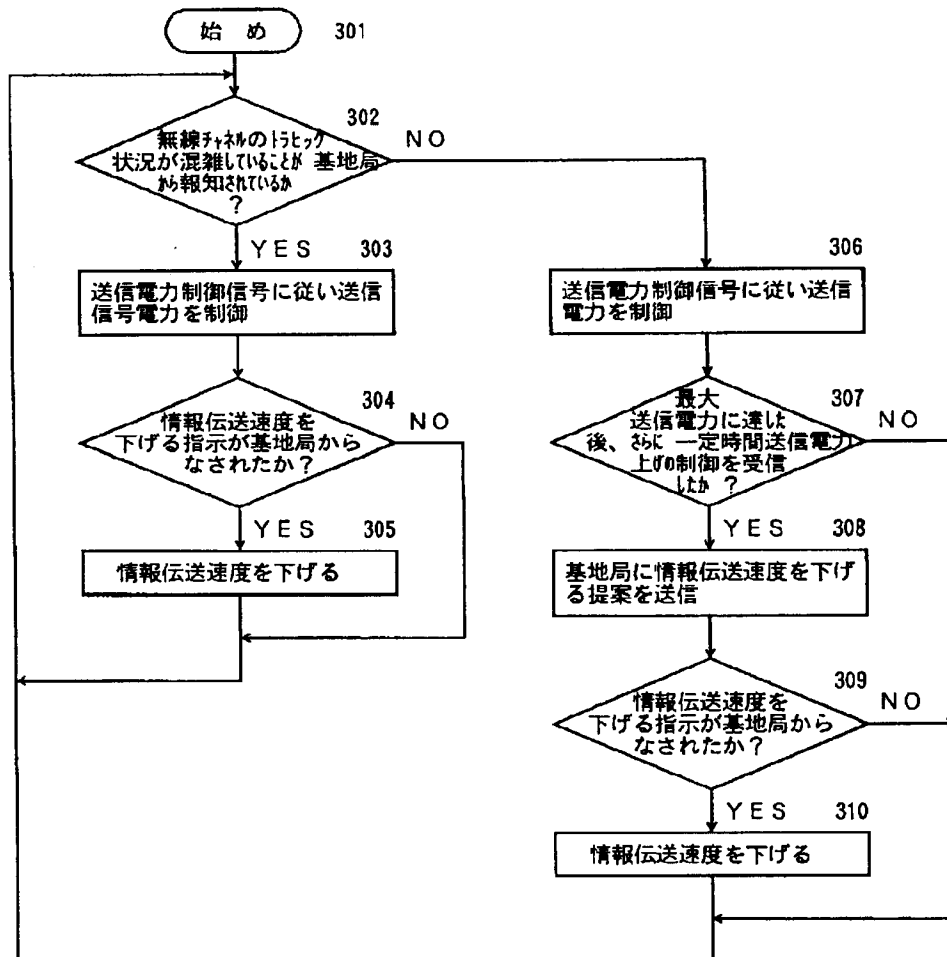 始め 301
302
無線チャネルのトラヒック
状況が混雑していることが 基地局
から報知されているか
?
NO
YES 303
送信電力制御信号に従い送信
信号電力を制御
304
情報伝送速度を
下げる指示が基地局から
なされたか?
NO
YES 305
情報伝送速度を下げる
306
送信電力制御信号に従い送信
電力を制御
307
最大
送信電力に達した
後、さらに 一定時間送信電力
上げの制御を受信
したか ?
NO
YES 308
基地局に情報伝送速度を下げ
る提案を送信
309
情報伝送速度を
下げる指示が基地局から
なされたか?
NO
YES 310
情報伝送速度を下げる